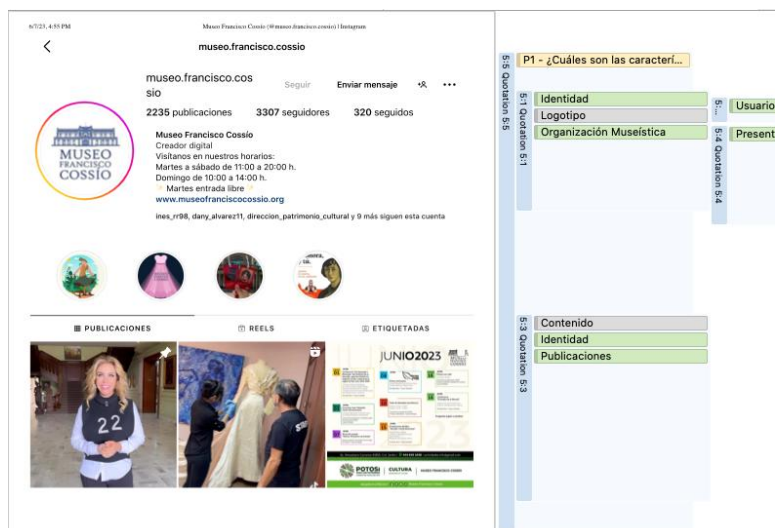 6/7/23, 4:55 PM
Museo Francisco Cossío (@museo.francisco.cossio) | Instagram
museo.francisco.cossio
museo.francisco.cos
sio
Seguir
Enviar mensaje
2235 publicaciones
3307 seguidores
320 seguidos
MUSEO
FRANCISCO
COSSÍO
Museo Francisco Cossío
Creador digital
Visítanos en nuestros horarios:
Martes a sábado de 11:00 a 20:00 h.
Domingo de 10:00 a 14:00 h.
Martes entrada libre
www.museofranciscocossio.org
ines_rr98, dany_alvarez11, direccion_patrimonio_cultural y 9 más siguen esta cuenta
PUBLICACIONES
REELS
ETIQUETADAS
22
JUNIO2023
POTOSÍ
CULTURA
MUSEO FRANCISCO COSSÍO
5:5 Quotation 5:5
P1 - ¿Cuáles son las caracterí...
5:1 Quotation 5:1
Identidad
Logotipo
Organización Museística
5:...
Usuario
5:4 Quotation 5:4
Present
5:3 Quotation 5:3
Contenido
Identidad
Publicaciones